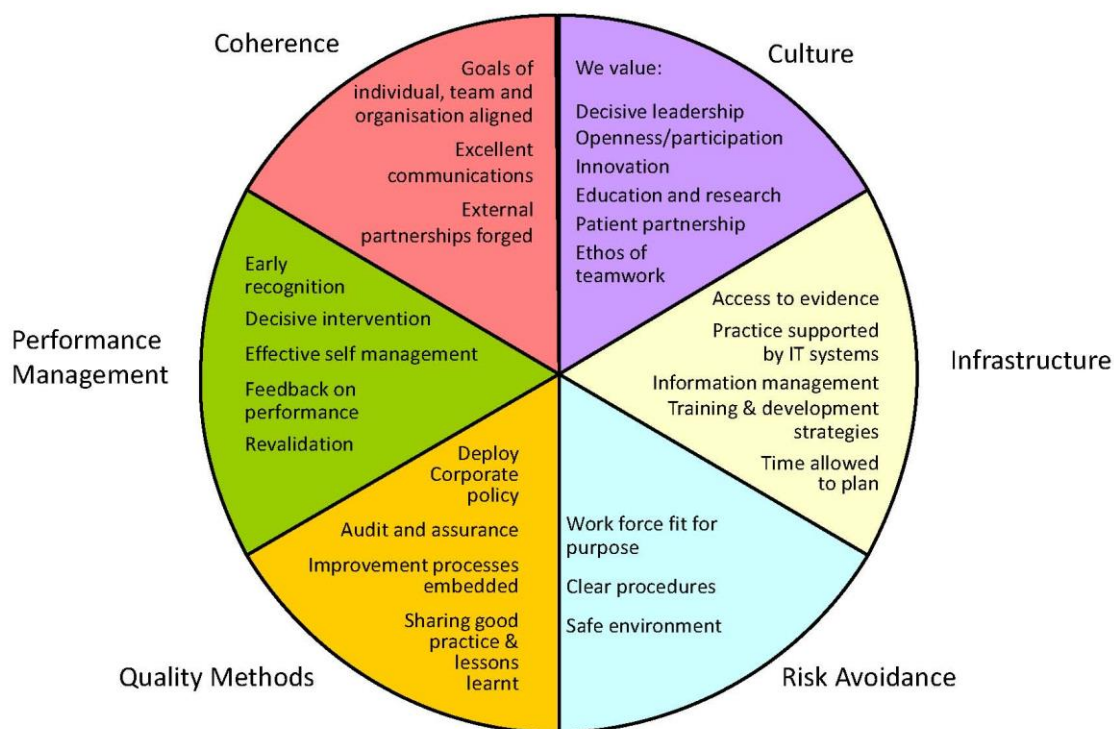 Coherence
Goals of
individual, team and
organisation aligned
Excellent
communications
External
partnerships forged
Culture
We value:
Decisive leadership
Openness/participation
Innovation
Education and research
Patient partnership
Ethos of
teamwork
Infrastructure
Access to evidence
Practice supported
by IT systems
Information management
Training & development
strategies
Time allowed
to plan
Risk Avoidance
Work force fit for
purpose
Clear procedures
Safe environment
Quality Methods
Deploy
Corporate
policy
Audit and assurance
Improvement processes
embedded
Sharing good
practice &
lessons
learnt
Performance
Management
Early
recognition
Decisive intervention
Effective self management
Feedback on
performance
Revalidation